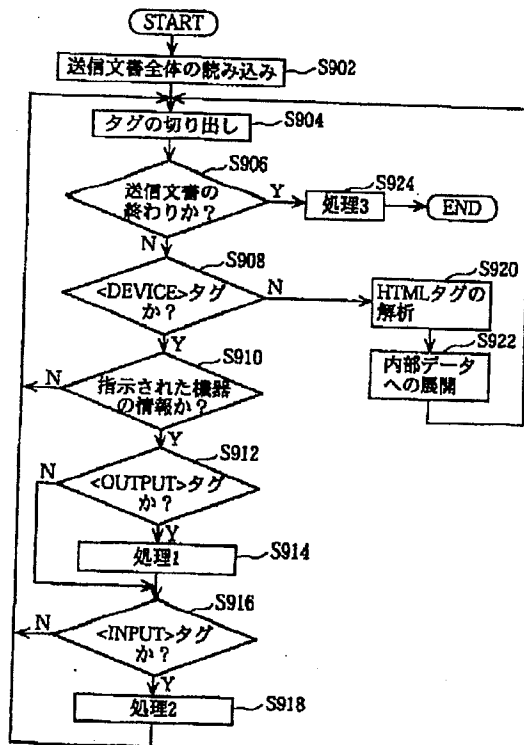 START
送信文書全体の読み込み
S902
タグの切り出し
S904
S906
送信文書の
終わりか?
Y
S924
処理3
END
N
S908
<DEVICE>タグ
か?
N
S920
HTMLタグの
解析
S922
内部データ
への展開
Y
S910
指示された機器
の情報か?
N
Y
S912
<OUTPUT>タグ
か?
N
Y
処理1
S914
S916
<INPUT>タグ
か?
N
Y
処理2
S918